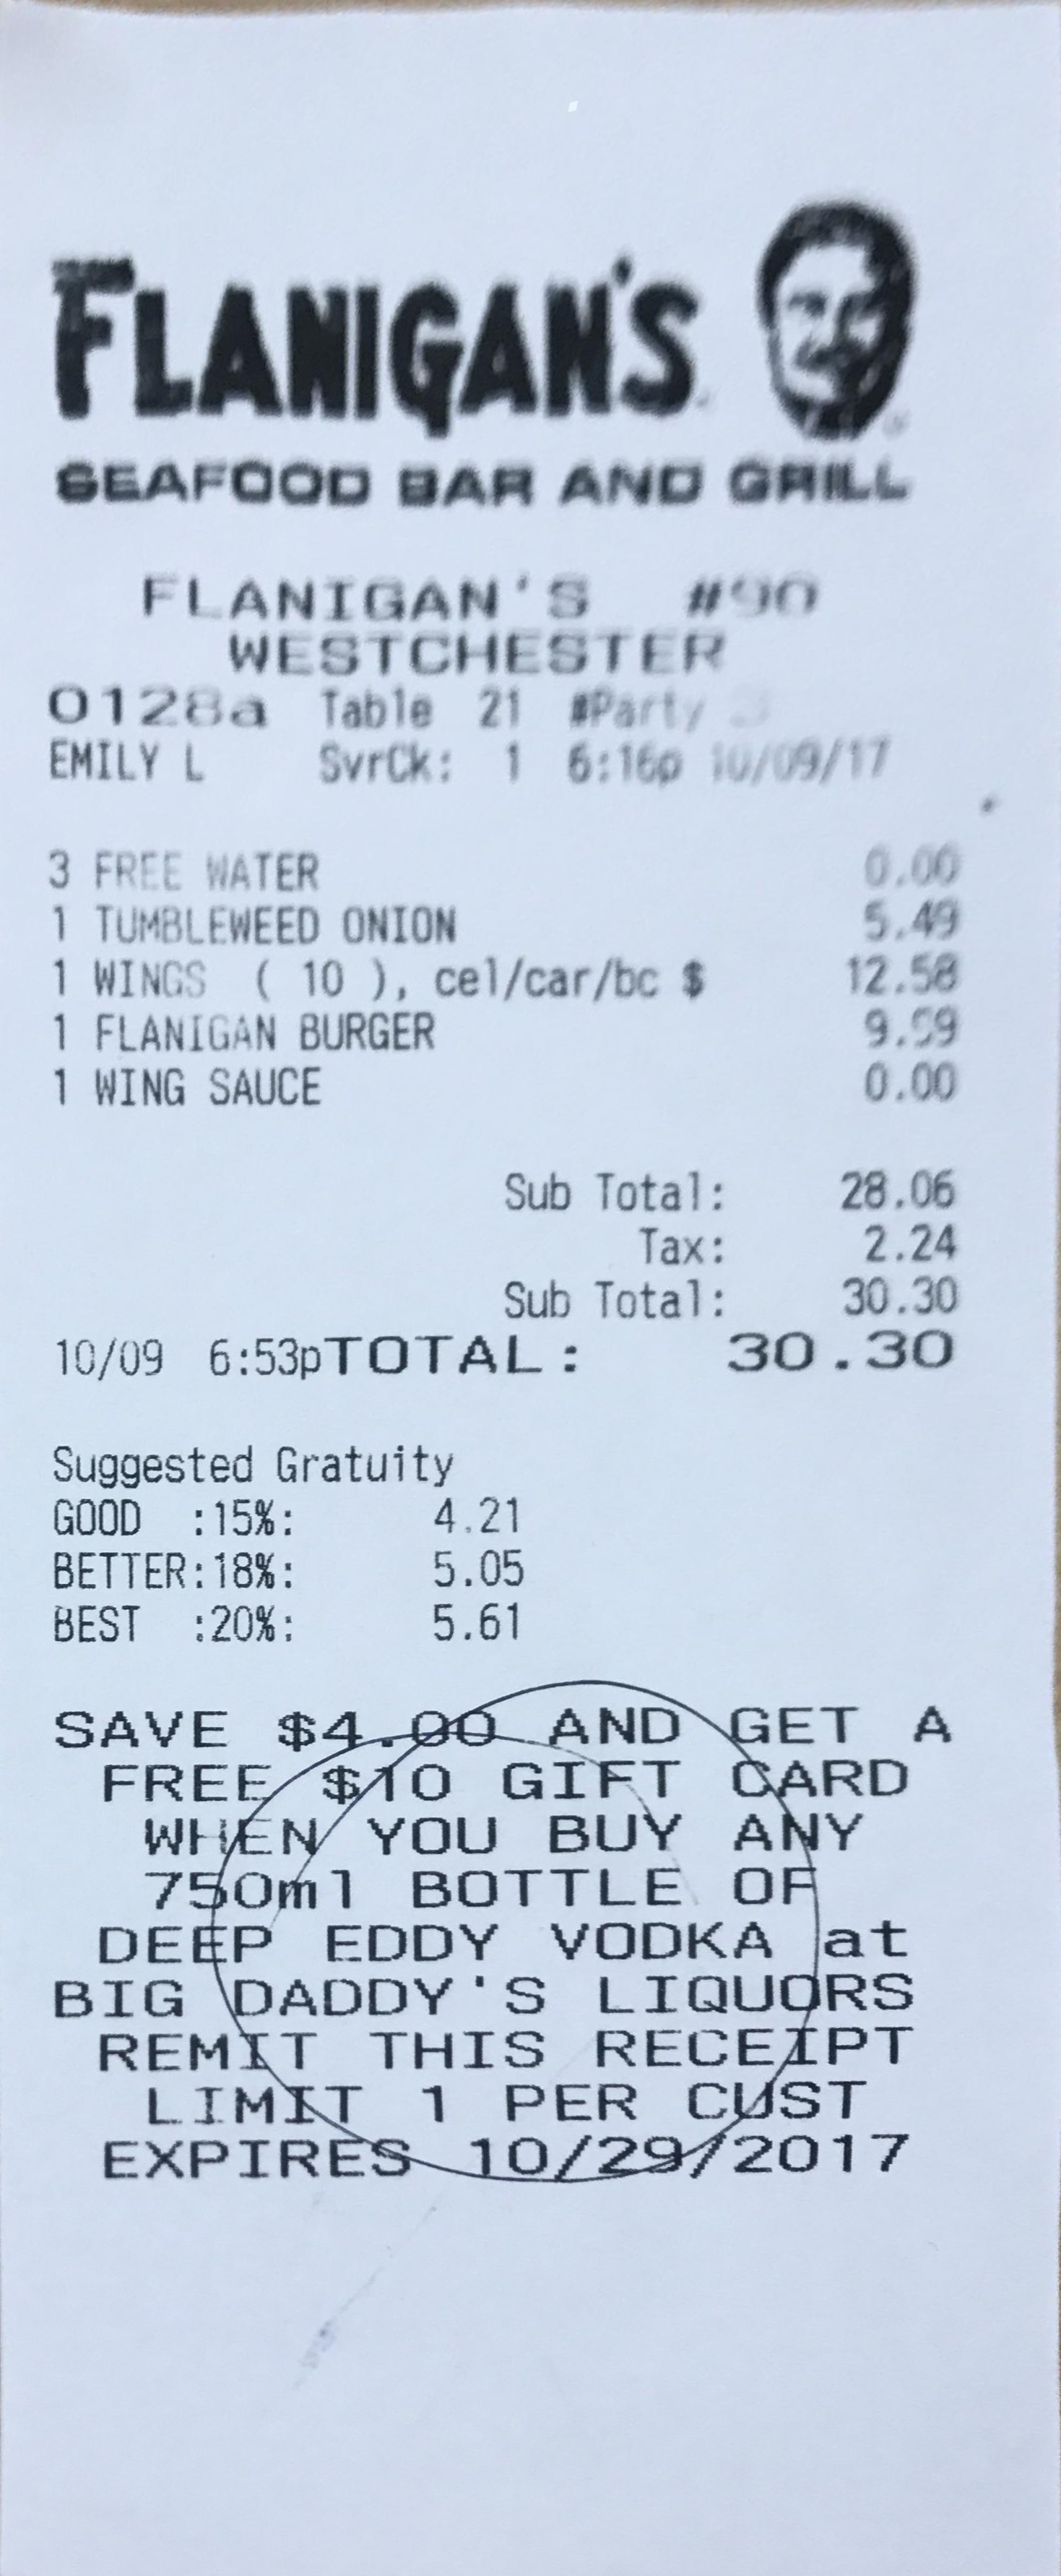 FLANIGAN'S
SEAFOOD BAR AND GRILL
FLANIGAN'S #90
WESTCHESTER
0128a Table 21 #Party 3
EMILY L SvrCk: 1 6:16p 10/09/17
3 FREE WATER 0.00
1 TUMBLEWEED ONION 5.49
1 WINGS ( 10 ), cel/car/bc $ 12.58
1 FLANIGAN BURGER 9.99
1 WING SAUCE 0.00
Sub Total: 28.06
Tax: 2.24
Sub Total: 30.30
10/09 6:53pTOTAL: 30.30
Suggested Gratuity
GOOD :15%: 4.21
BETTER:18%: 5.05
BEST :20%: 5.61
SAVE $4.00 AND GET A
FREE $10 GIFT CARD
WHEN YOU BUY ANY
750ml BOTTLE OF
DEEP EDDY VODKA at
BIG DADDY'S LIQUORS
REMIT THIS RECEIPT
LIMIT 1 PER CUST
EXPIRES 10/29/2017